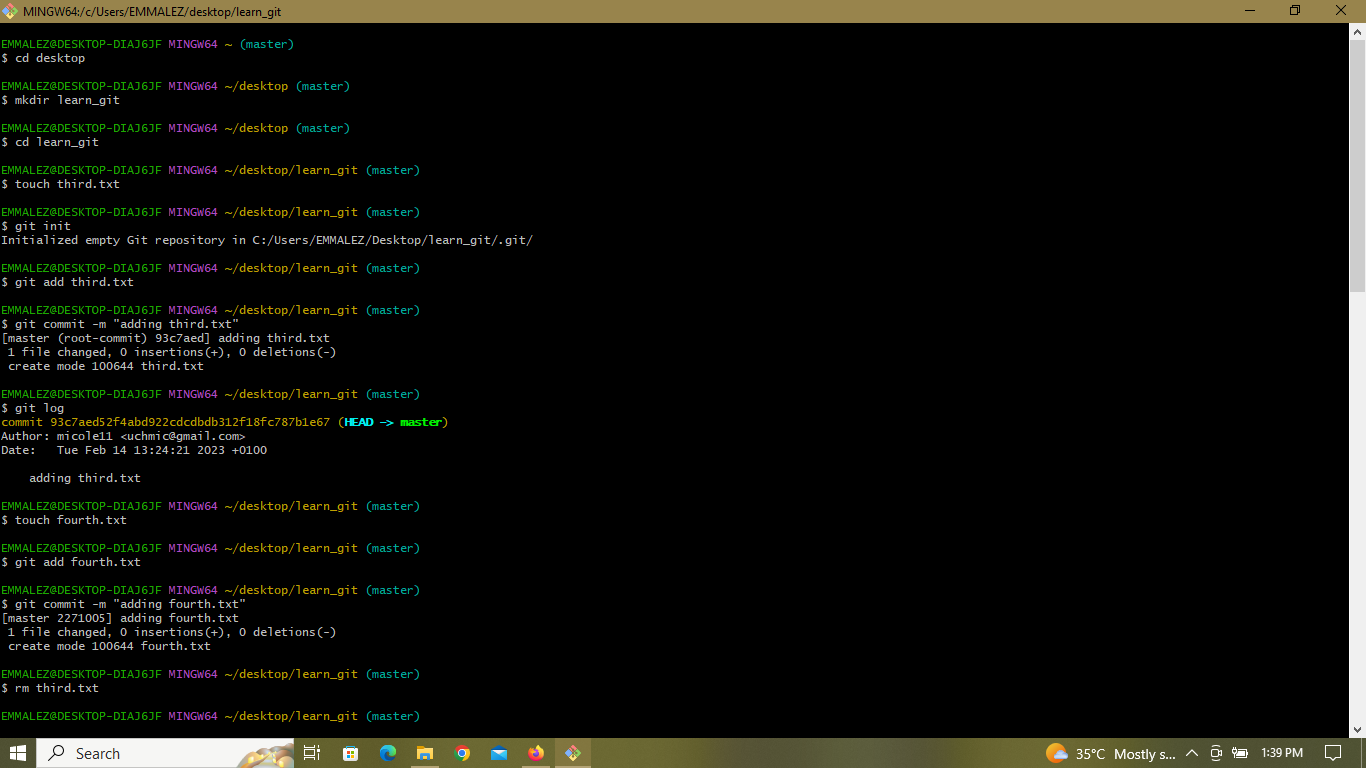 MINGW64:/c/Users/EMMALEZ/desktop/learn_git
EMMALEZ@DESKTOP-DIAJ6JF MINGW64 ~ (master)
$ cd desktop
EMMALEZ@DESKTOP-DIAJ6JF MINGW64 ~/desktop (master)
$ mkdir learn_git
EMMALEZ@DESKTOP-DIAJ6JF MINGW64 ~/desktop (master)
$ cd learn_git
EMMALEZ@DESKTOP-DIAJ6JF MINGW64 ~/desktop/learn_git (master)
$ touch third.txt
EMMALEZ@DESKTOP-DIAJ6JF MINGW64 ~/desktop/learn_git (master)
$ git init
Initialized empty Git repository in C:/Users/EMMALEZ/Desktop/learn_git/.git/
EMMALEZ@DESKTOP-DIAJ6JF MINGW64 ~/desktop/learn_git (master)
$ git add third.txt
EMMALEZ@DESKTOP-DIAJ6JF MINGW64 ~/desktop/learn_git (master)
$ git commit -m "adding third.txt"
[master (root-commit) 93c7aed] adding third.txt
1 file changed, 0 insertions(+), 0 deletions(-)
create mode 100644 third.txt
EMMALEZ@DESKTOP-DIAJ6JF MINGW64 ~/desktop/learn_git (master)
$ git log
commit 93c7aed52f4abd922cdcdbdb312f18fc787b1e67 (HEAD -> master)
Author: micole11 <uchmic@gmail.com>
Date:   Tue Feb 14 13:24:21 2023 +0100
adding third.txt
EMMALEZ@DESKTOP-DIAJ6JF MINGW64 ~/desktop/learn_git (master)
$ touch fourth.txt
EMMALEZ@DESKTOP-DIAJ6JF MINGW64 ~/desktop/learn_git (master)
$ git add fourth.txt
EMMALEZ@DESKTOP-DIAJ6JF MINGW64 ~/desktop/learn_git (master)
$ git commit -m "adding fourth.txt"
[master 2271005] adding fourth.txt
1 file changed, 0 insertions(+), 0 deletions(-)
create mode 100644 fourth.txt
EMMALEZ@DESKTOP-DIAJ6JF MINGW64 ~/desktop/learn_git (master)
$ rm third.txt
EMMALEZ@DESKTOP-DIAJ6JF MINGW64 ~/desktop/learn_git (master)
Search
35°C Mostly s...
1:39 PM